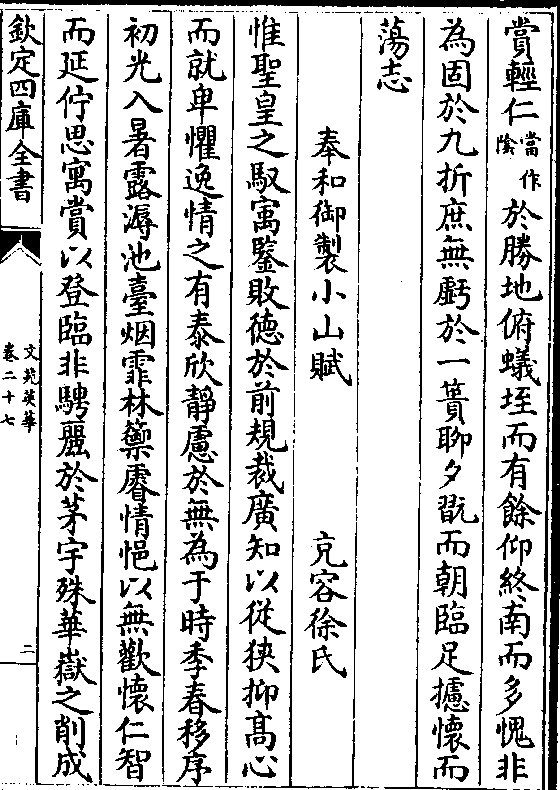 賞輕仁當作陰於勝地俯蟻垤而有餘仰終南而多愧非
為固於九折庶無虧於一簣聊夕翫而朝臨足攄懷而
蕩志
奉和御製小山賦 充容徐氏
惟聖皇之馭寓鑒敗德於前規裁廣知以從狹抑髙心
而就卑懼逸情之有泰欣靜慮於無為于時季春移序
初光入暑露溽池臺烟霏林籞眷情悒以無歡懷仁智
而延佇思寓賞以登臨非騁麗於茅宇殊華嶽之削成
欽定四庫全書
文苑英華
卷二十七
二